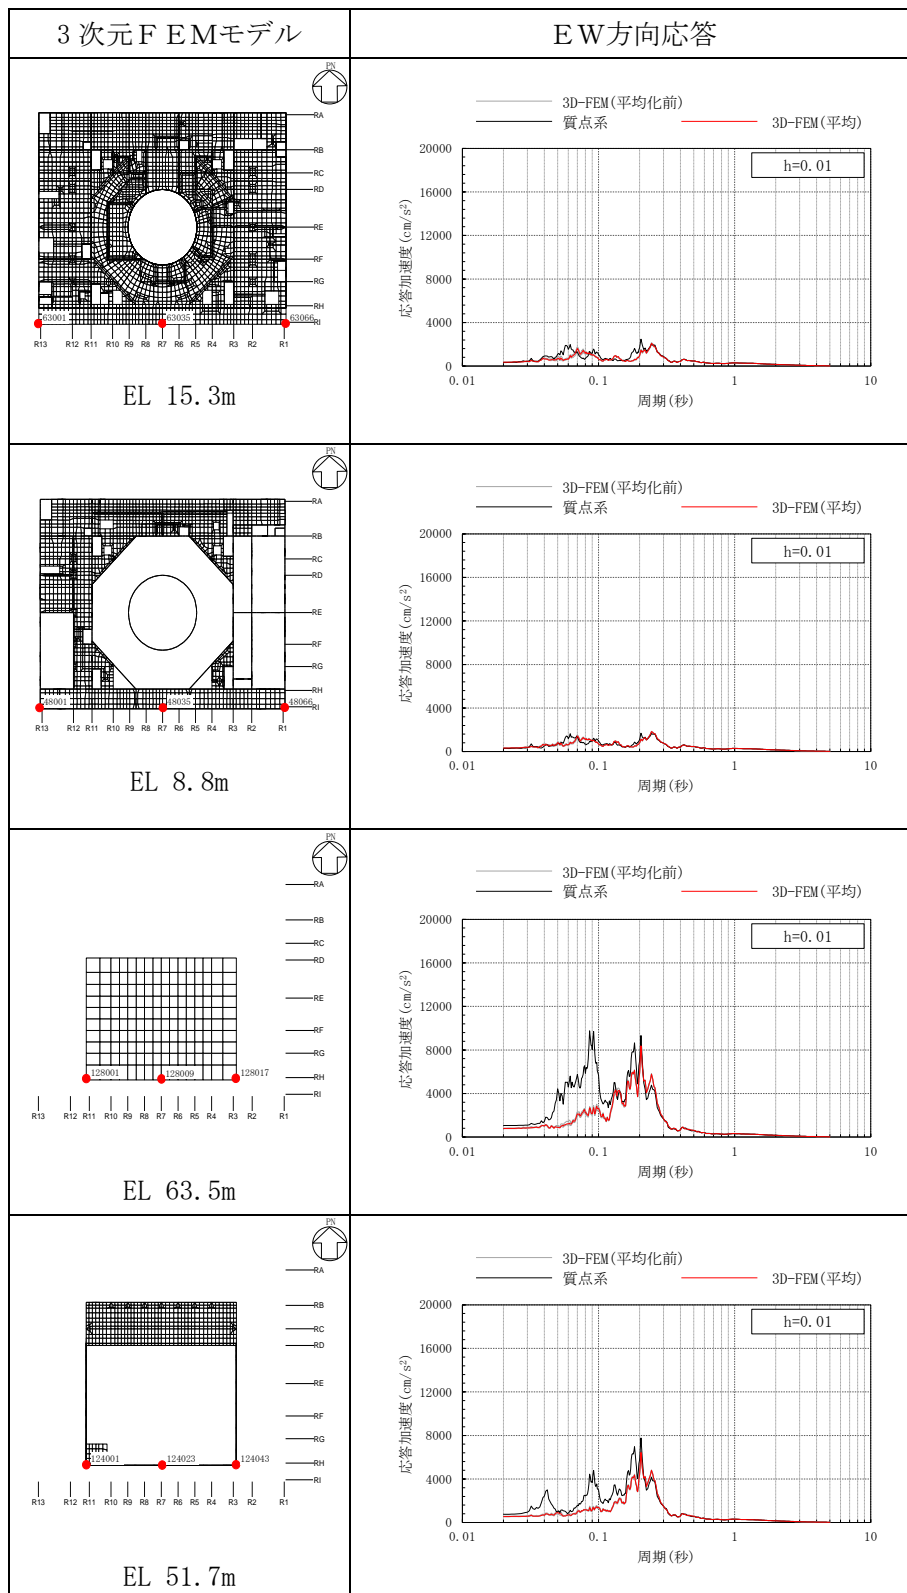 3次元FEMモデル
EW方向応答
PN
RA
RB
RC
RD
RE
RF
RG
RH
RI
63001 63035 63066
R13 R12 R11 R10 R9 R8 R7 R6 R5 R4 R3 R2 R1
EL 15.3m
3D-FEM(平均化前)
質点系 3D-FEM(平均)
h=0.01
応答加速度(cm/s²)
20000
16000
12000
8000
4000
0
0.01 0.1 1 10
周期(秒)
PN
RA
RB
RC
RD
RE
RF
RG
RH
RI
48001 48035 48066
R13 R12 R11 R10 R9 R8 R7 R6 R5 R4 R3 R2 R1
EL 8.8m
3D-FEM(平均化前)
質点系 3D-FEM(平均)
h=0.01
応答加速度(cm/s²)
20000
16000
12000
8000
4000
0
0.01 0.1 1 10
周期(秒)
PN
RA
RB
RC
RD
RE
RF
RG
RH
RI
128001 128009 128017
R13 R12 R11 R10 R9 R7 R6 R5 R4 R3 R2 R1
EL 63.5m
3D-FEM(平均化前)
質点系 3D-FEM(平均)
h=0.01
応答加速度(cm/s²)
20000
16000
12000
8000
4000
0
0.01 0.1 1 10
周期(秒)
PN
RA
RB
RC
RD
RE
RF
RG
RH
RI
124001 124023 124043
R13 R12 R11 R10 R9 R8 R7 R6 R5 R4 R3 R2 R1
EL 51.7m
3D-FEM(平均化前)
質点系 3D-FEM(平均)
h=0.01
応答加速度(cm/s²)
20000
16000
12000
8000
4000
0
0.01 0.1 1 10
周期(秒)